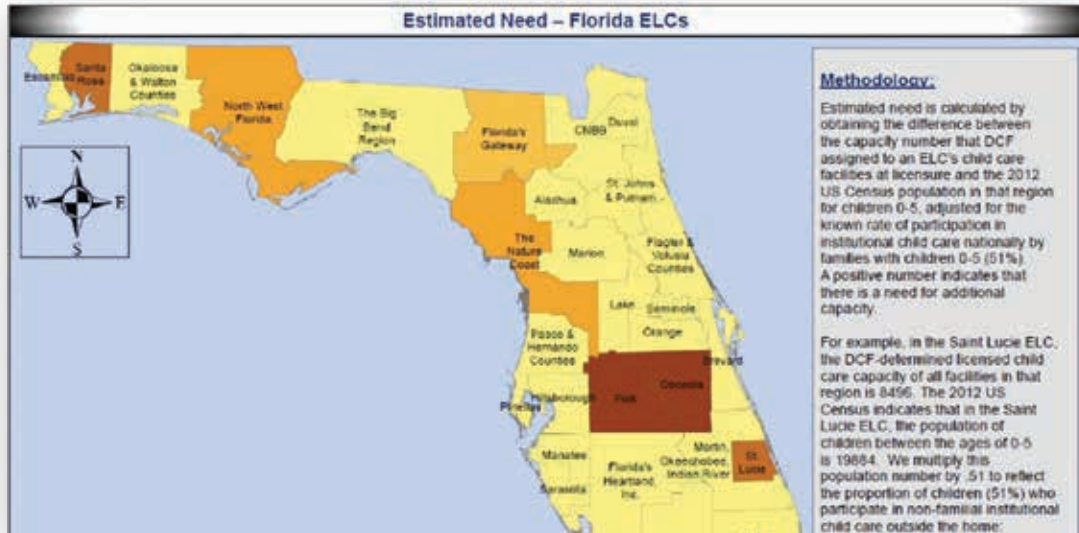 Estimated Need – Florida ELCs
Escambia
Santa
Rosa
Okaloosa
& Walton
Counties
North West
Florida
The Big
Bend
Region
Florida's
Gateway
CNBB
Duval
St. Johns
& Putnam
Alachua
The
Nature
Coast
Marion
Flagler &
Volusia
Counties
Lake
Seminole
Orange
Pasco &
Hernando
Counties
Brevard
Osceola
Polk
Hillsborough
Pinellas
Manatee
Sarasota
Florida's
Heartland
Inc.
Martin,
Okeechobee,
Indian River
St.
Lucie
N
W
E
S
Methodology:
Estimated need is calculated by
obtaining the difference between
the capacity number that DCF
assigned to an ELC's child care
facilities at licensure and the 2012
US Census population in that region
for children 0-5, adjusted for the
known rate of participation in
institutional child care nationally by
families with children 0-5 (51%).
A positive number indicates that
there is a need for additional
capacity.
For example, in the Saint Lucie ELC,
the DCF-determined licensed child
care capacity of all facilities in that
region is 8496. The 2012 US
Census indicates that in the Saint
Lucie ELC, the population of
children between the ages of 0-5
is 19884. We multiply this
population number by .51 to reflect
the proportion of children (51%) who
participate in non-familial institutional
child care outside the home: